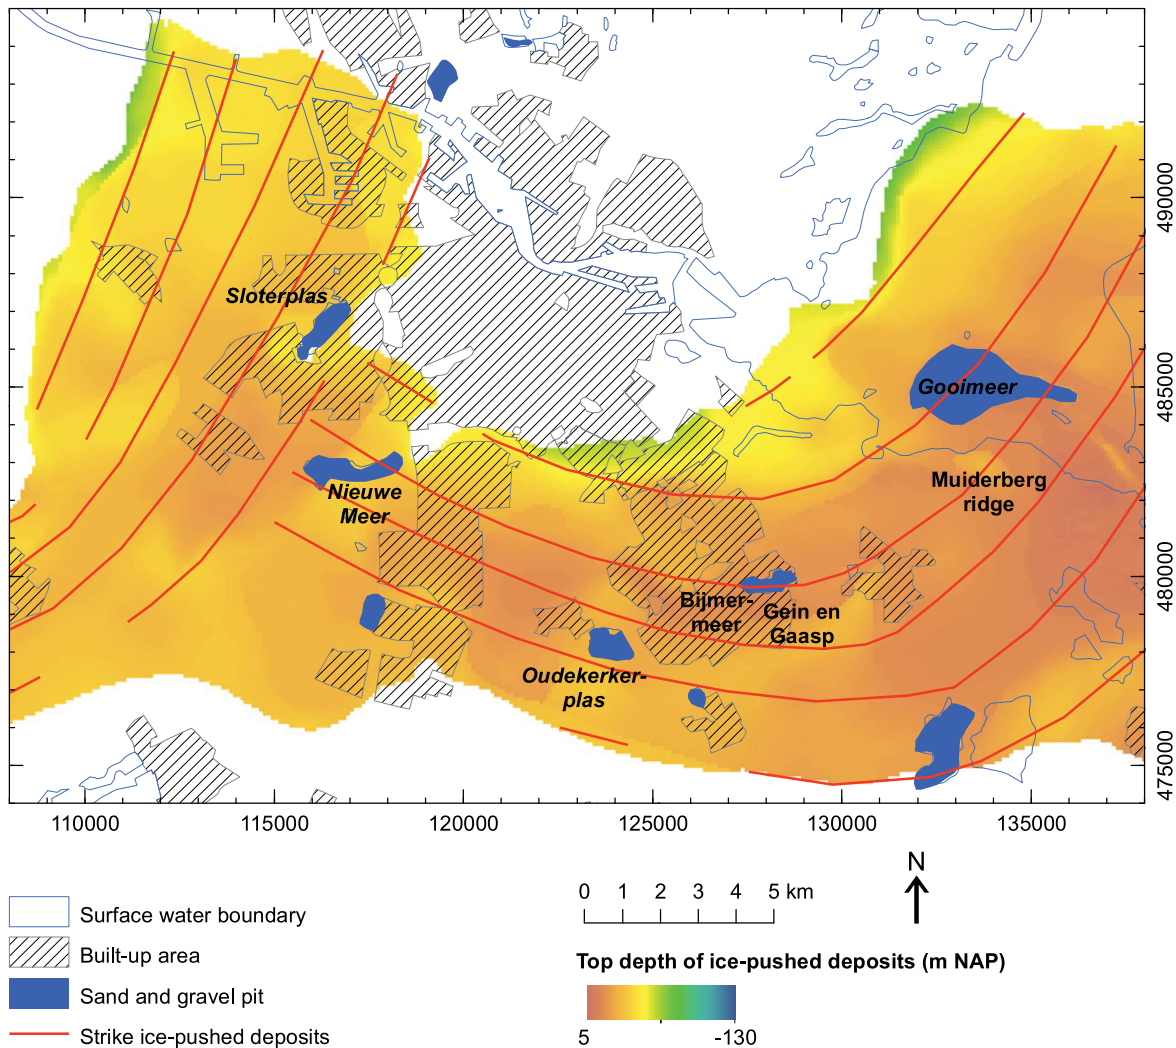 Sloterplas
Nieuwe
Meer
Gooimeer
Muiderberg
ridge
Bijmer-
meer
Gein en
Gaasp
Oudekerker-
plas
490000
485000
480000
475000
110000 115000 120000 125000 130000 135000
N
0 1 2 3 4 5 km
Surface water boundary
Built-up area
Sand and gravel pit
Strike ice-pushed deposits
Top depth of ice-pushed deposits (m NAP)
5 -130